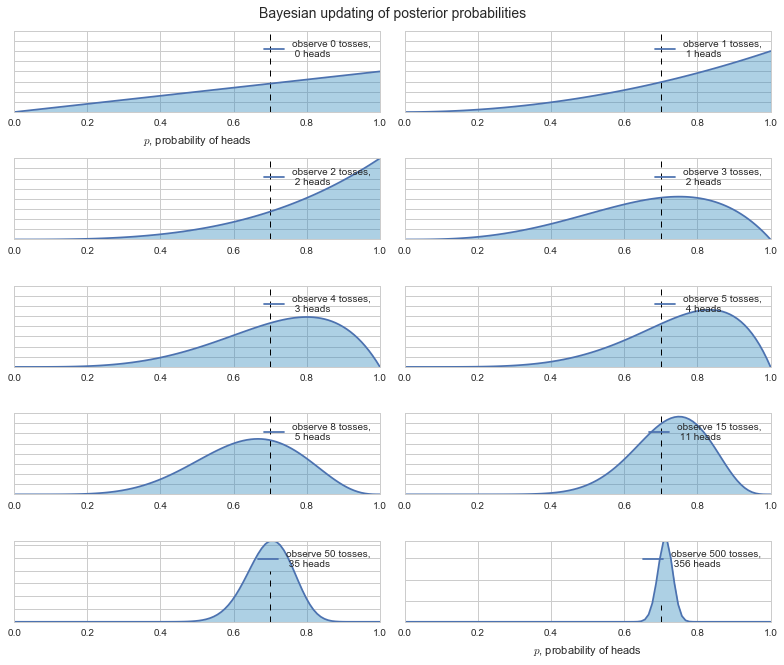 Bayesian updating of posterior probabilities
observe 0 tosses,
0 heads
0.0 0.2 0.4 0.6 0.8 1.0
p, probability of heads
observe 1 tosses,
1 heads
0.0 0.2 0.4 0.6 0.8 1.0
observe 2 tosses,
2 heads
0.0 0.2 0.4 0.6 0.8 1.0
observe 3 tosses,
2 heads
0.0 0.2 0.4 0.6 0.8 1.0
observe 4 tosses,
3 heads
0.0 0.2 0.4 0.6 0.8 1.0
observe 5 tosses,
4 heads
0.0 0.2 0.4 0.6 0.8 1.0
observe 8 tosses,
5 heads
0.0 0.2 0.4 0.6 0.8 1.0
observe 15 tosses,
11 heads
0.0 0.2 0.4 0.6 0.8 1.0
observe 50 tosses,
35 heads
0.0 0.2 0.4 0.6 0.8 1.0
observe 500 tosses,
356 heads
0.0 0.2 0.4 0.6 0.8 1.0
p, probability of heads